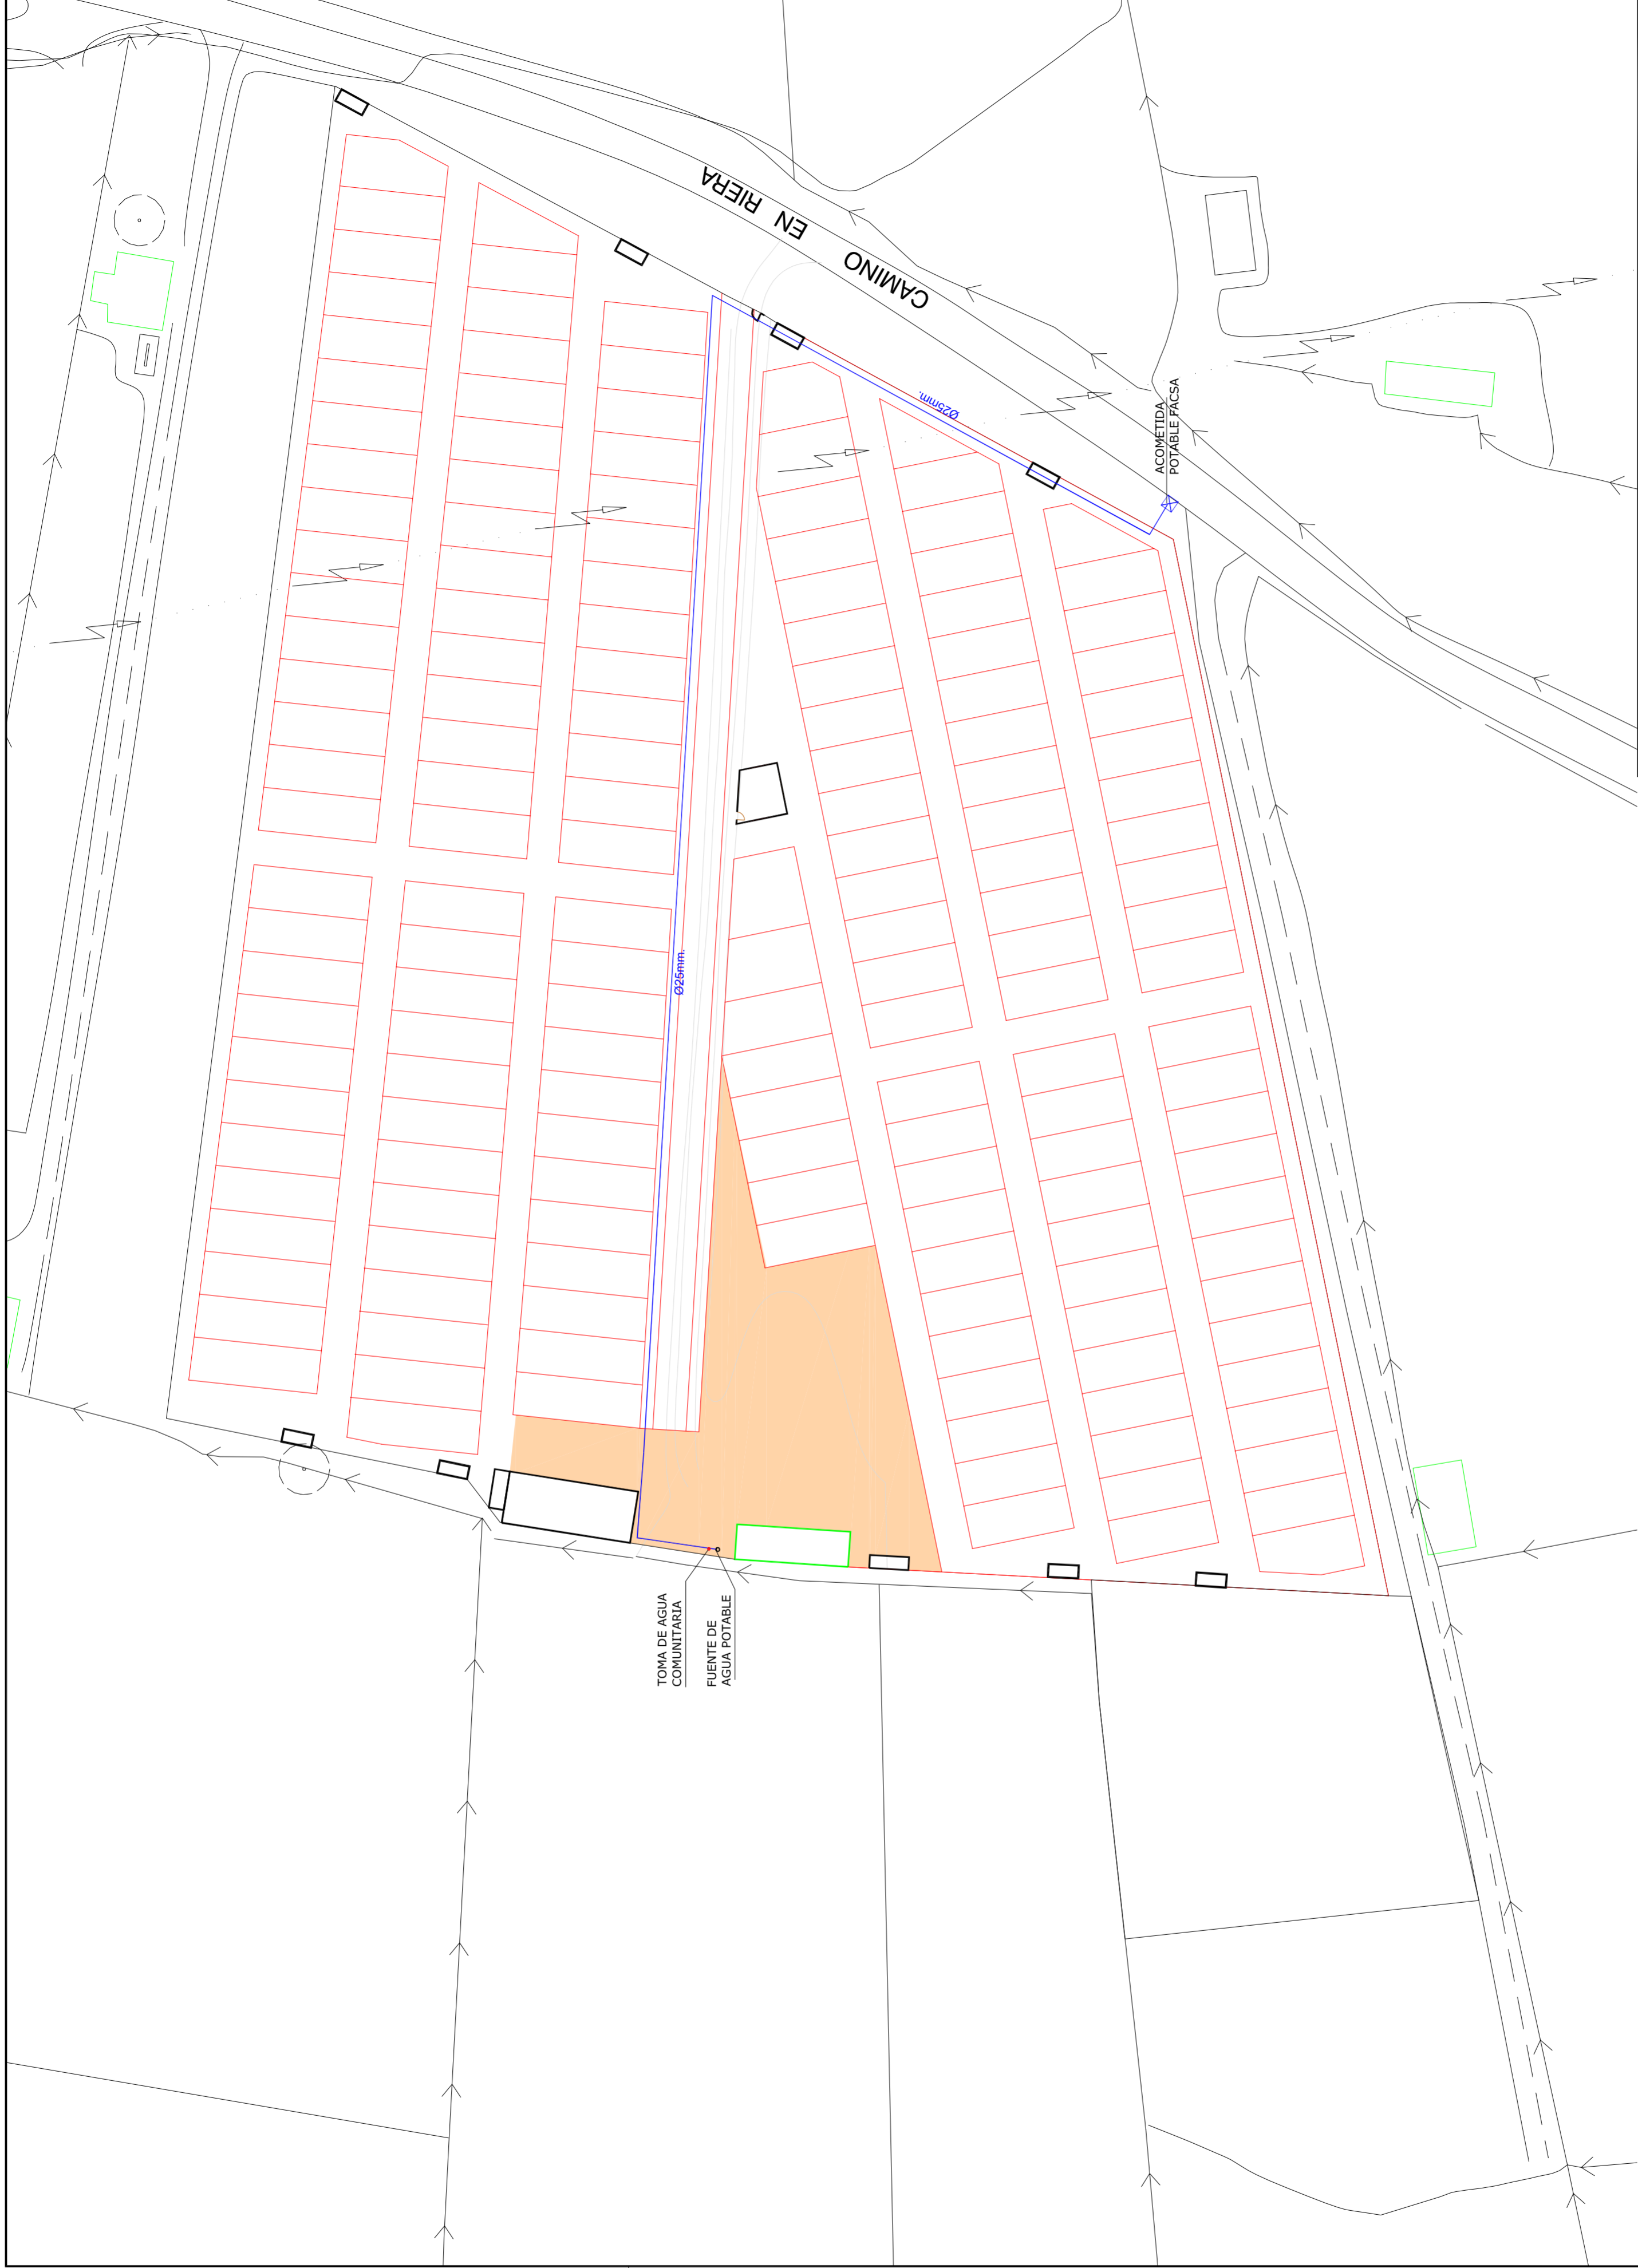 CAMINO EN RIERA
Ø25mm.
ACOMETIDA
POTABLE FACSA
Ø25mm.
TOMA DE AGUA
COMUNITARIA
FUENTE DE
AGUA POTABLE